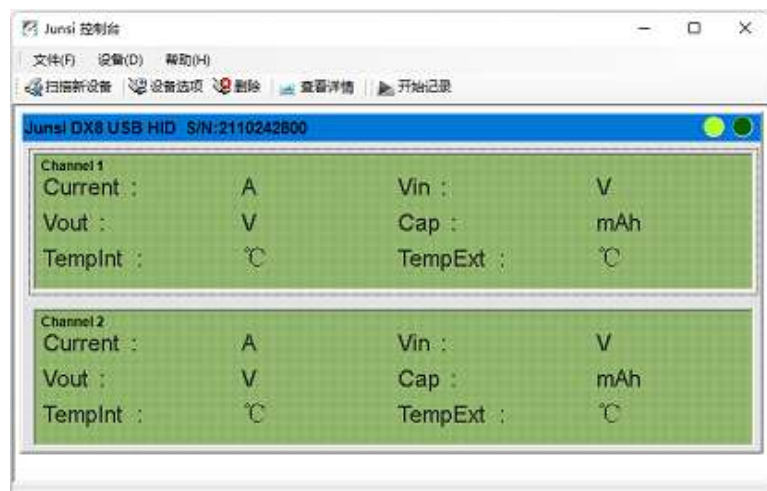 Junsi 控制台
文件(F) 设备(D) 帮助(H)
扫描新设备 设备选项 删除 查看详情 开始记录
Junsi DX8 USB HID S/N:2110242800
Channel 1
Current : A Vin : V
Vout : V Cap : mAh
TempInt : ℃ TempExt : ℃
Channel 2
Current : A Vin : V
Vout : V Cap : mAh
TempInt : ℃ TempExt : ℃